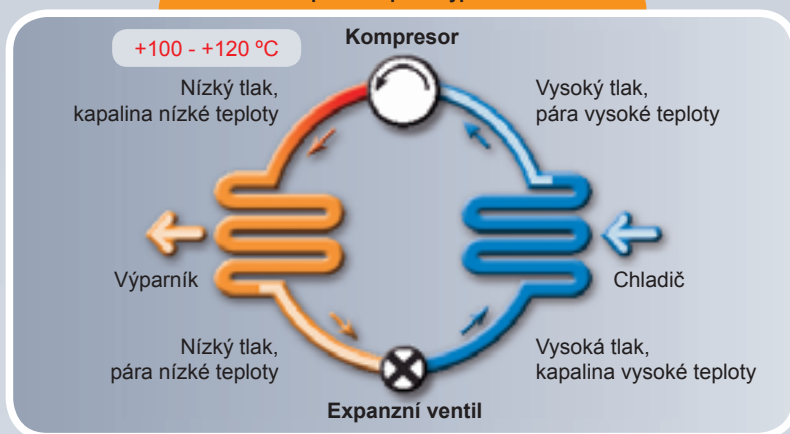 +100 - +120 ºC
Kompresor
Nízký tlak,
kapalina nízké teploty
Vysoký tlak,
pára vysoké teploty
Výparník
Chladič
Nízký tlak,
pára nízké teploty
Vysoká tlak,
kapalina vysoké teploty
Expanzní ventil